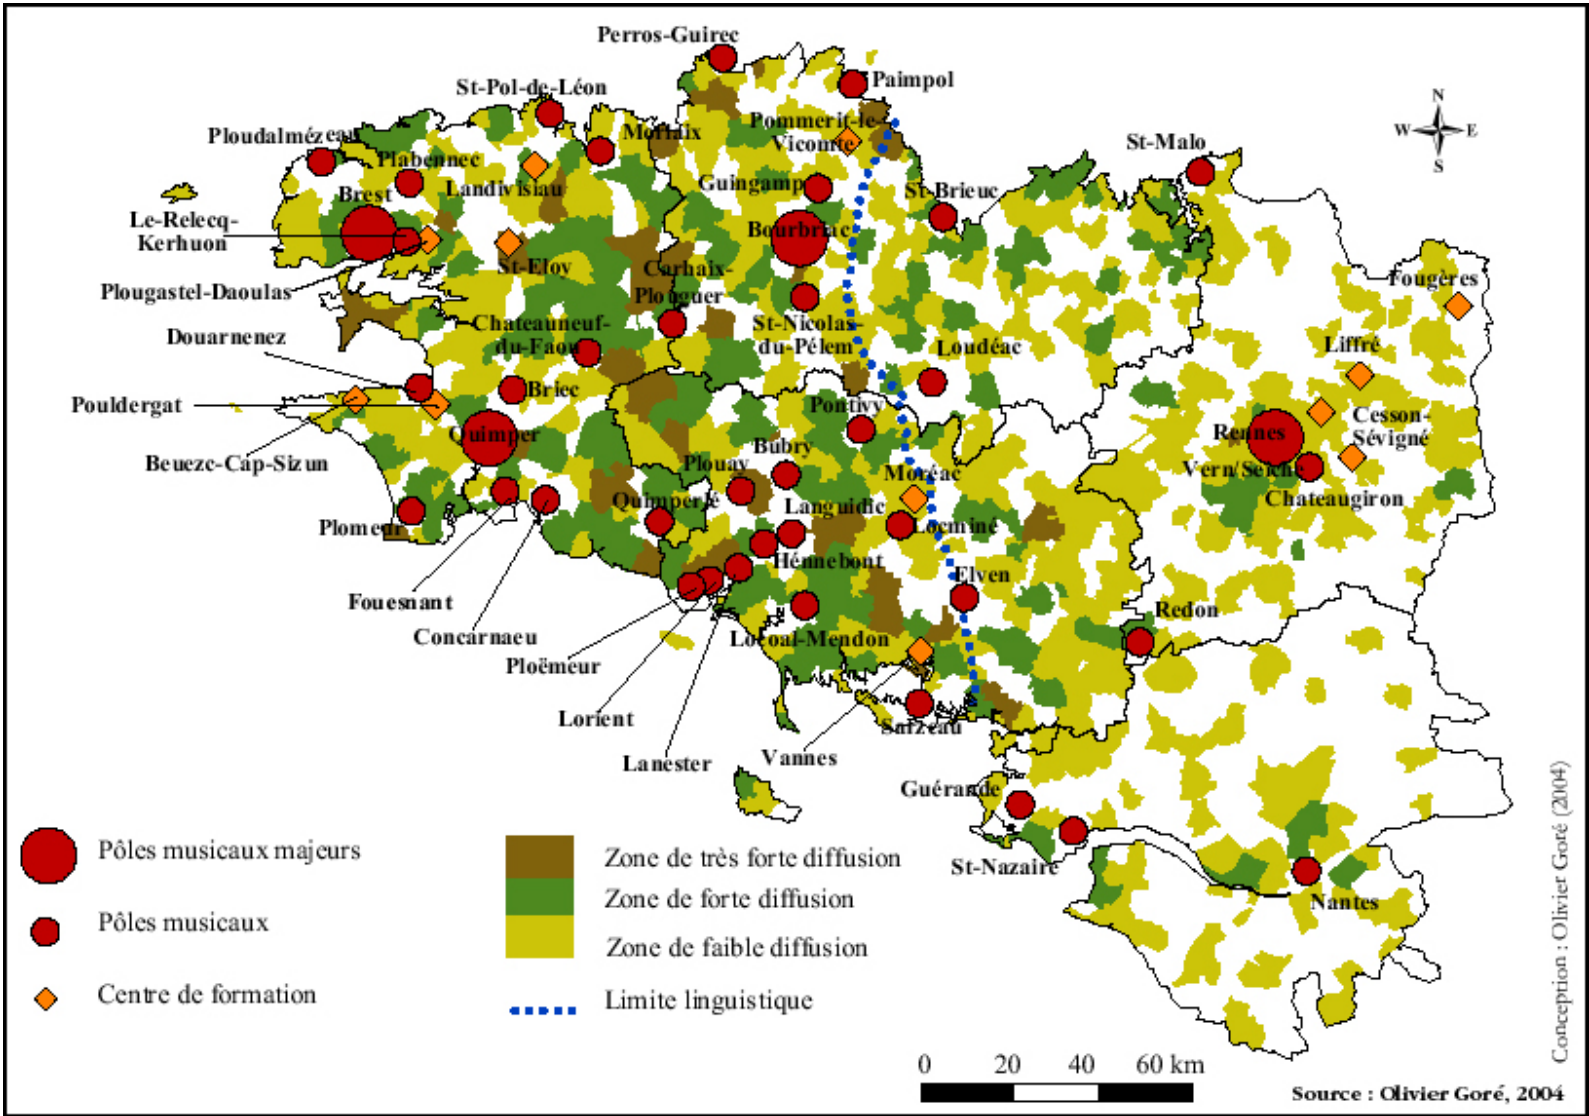 Perros-Guirec
Paimpol
St-Pol-de-Léon
Ploudalmézeau
Morlaix
Pommerit-le-
Vicomte
St-Malo
N
W
E
S
Plabennec
Landivisiau
Brest
Guingamp
St-Brieuc
Le-Relecq-
Kerhuon
Bourbriac
St-Eloy
Carhaix-
Plouguer
Fougères
Plougastel-Daoulas
Chateauneuf-
du-Faou
St-Nicolas-
du-Pélem
Douarnenez
Loudéac
Liffré
Briec
Pouldergat
Pontivy
Cesson-
Sévigné
Quimper
Rennes
Beuezc-Cap-Sizun
Bubry
Plouay
Moréac
Vern/Seiche
Chateaugiron
Quimperlé
Languidic
Plomeur
Locminé
Hénnebont
Elven
Fouesnant
Redon
Concarnaeu
Locoal-Mendon
Ploëmeur
Lorient
Sarzeau
Lanester
Vannes
Guérande
St-Nazaire
Nantes
Pôles musicaux majeurs
Pôles musicaux
Centre de formation
Zone de très forte diffusion
Zone de forte diffusion
Zone de faible diffusion
Limite linguistique
0 20 40 60 km
Source : Olivier Goré, 2004
Conception : Olivier Goré (2004)